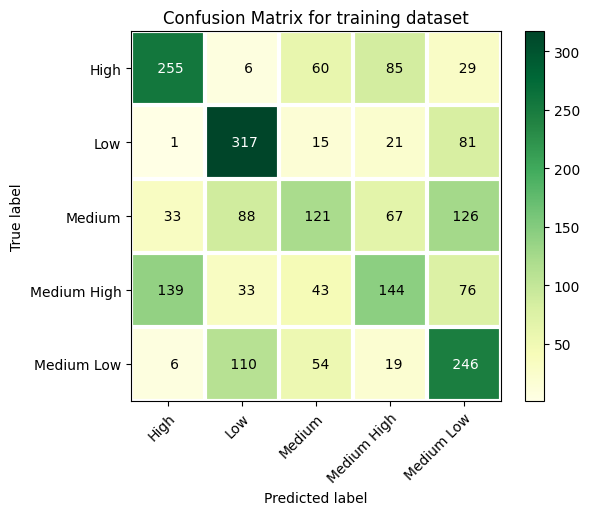 Confusion Matrix for training dataset
High 255 6 60 85 29
Low 1 317 15 21 81
Medium 33 88 121 67 126
Medium High 139 33 43 144 76
Medium Low 6 110 54 19 246
High Low Medium Medium High Medium Low
Predicted label
True label
300
250
200
150
100
50